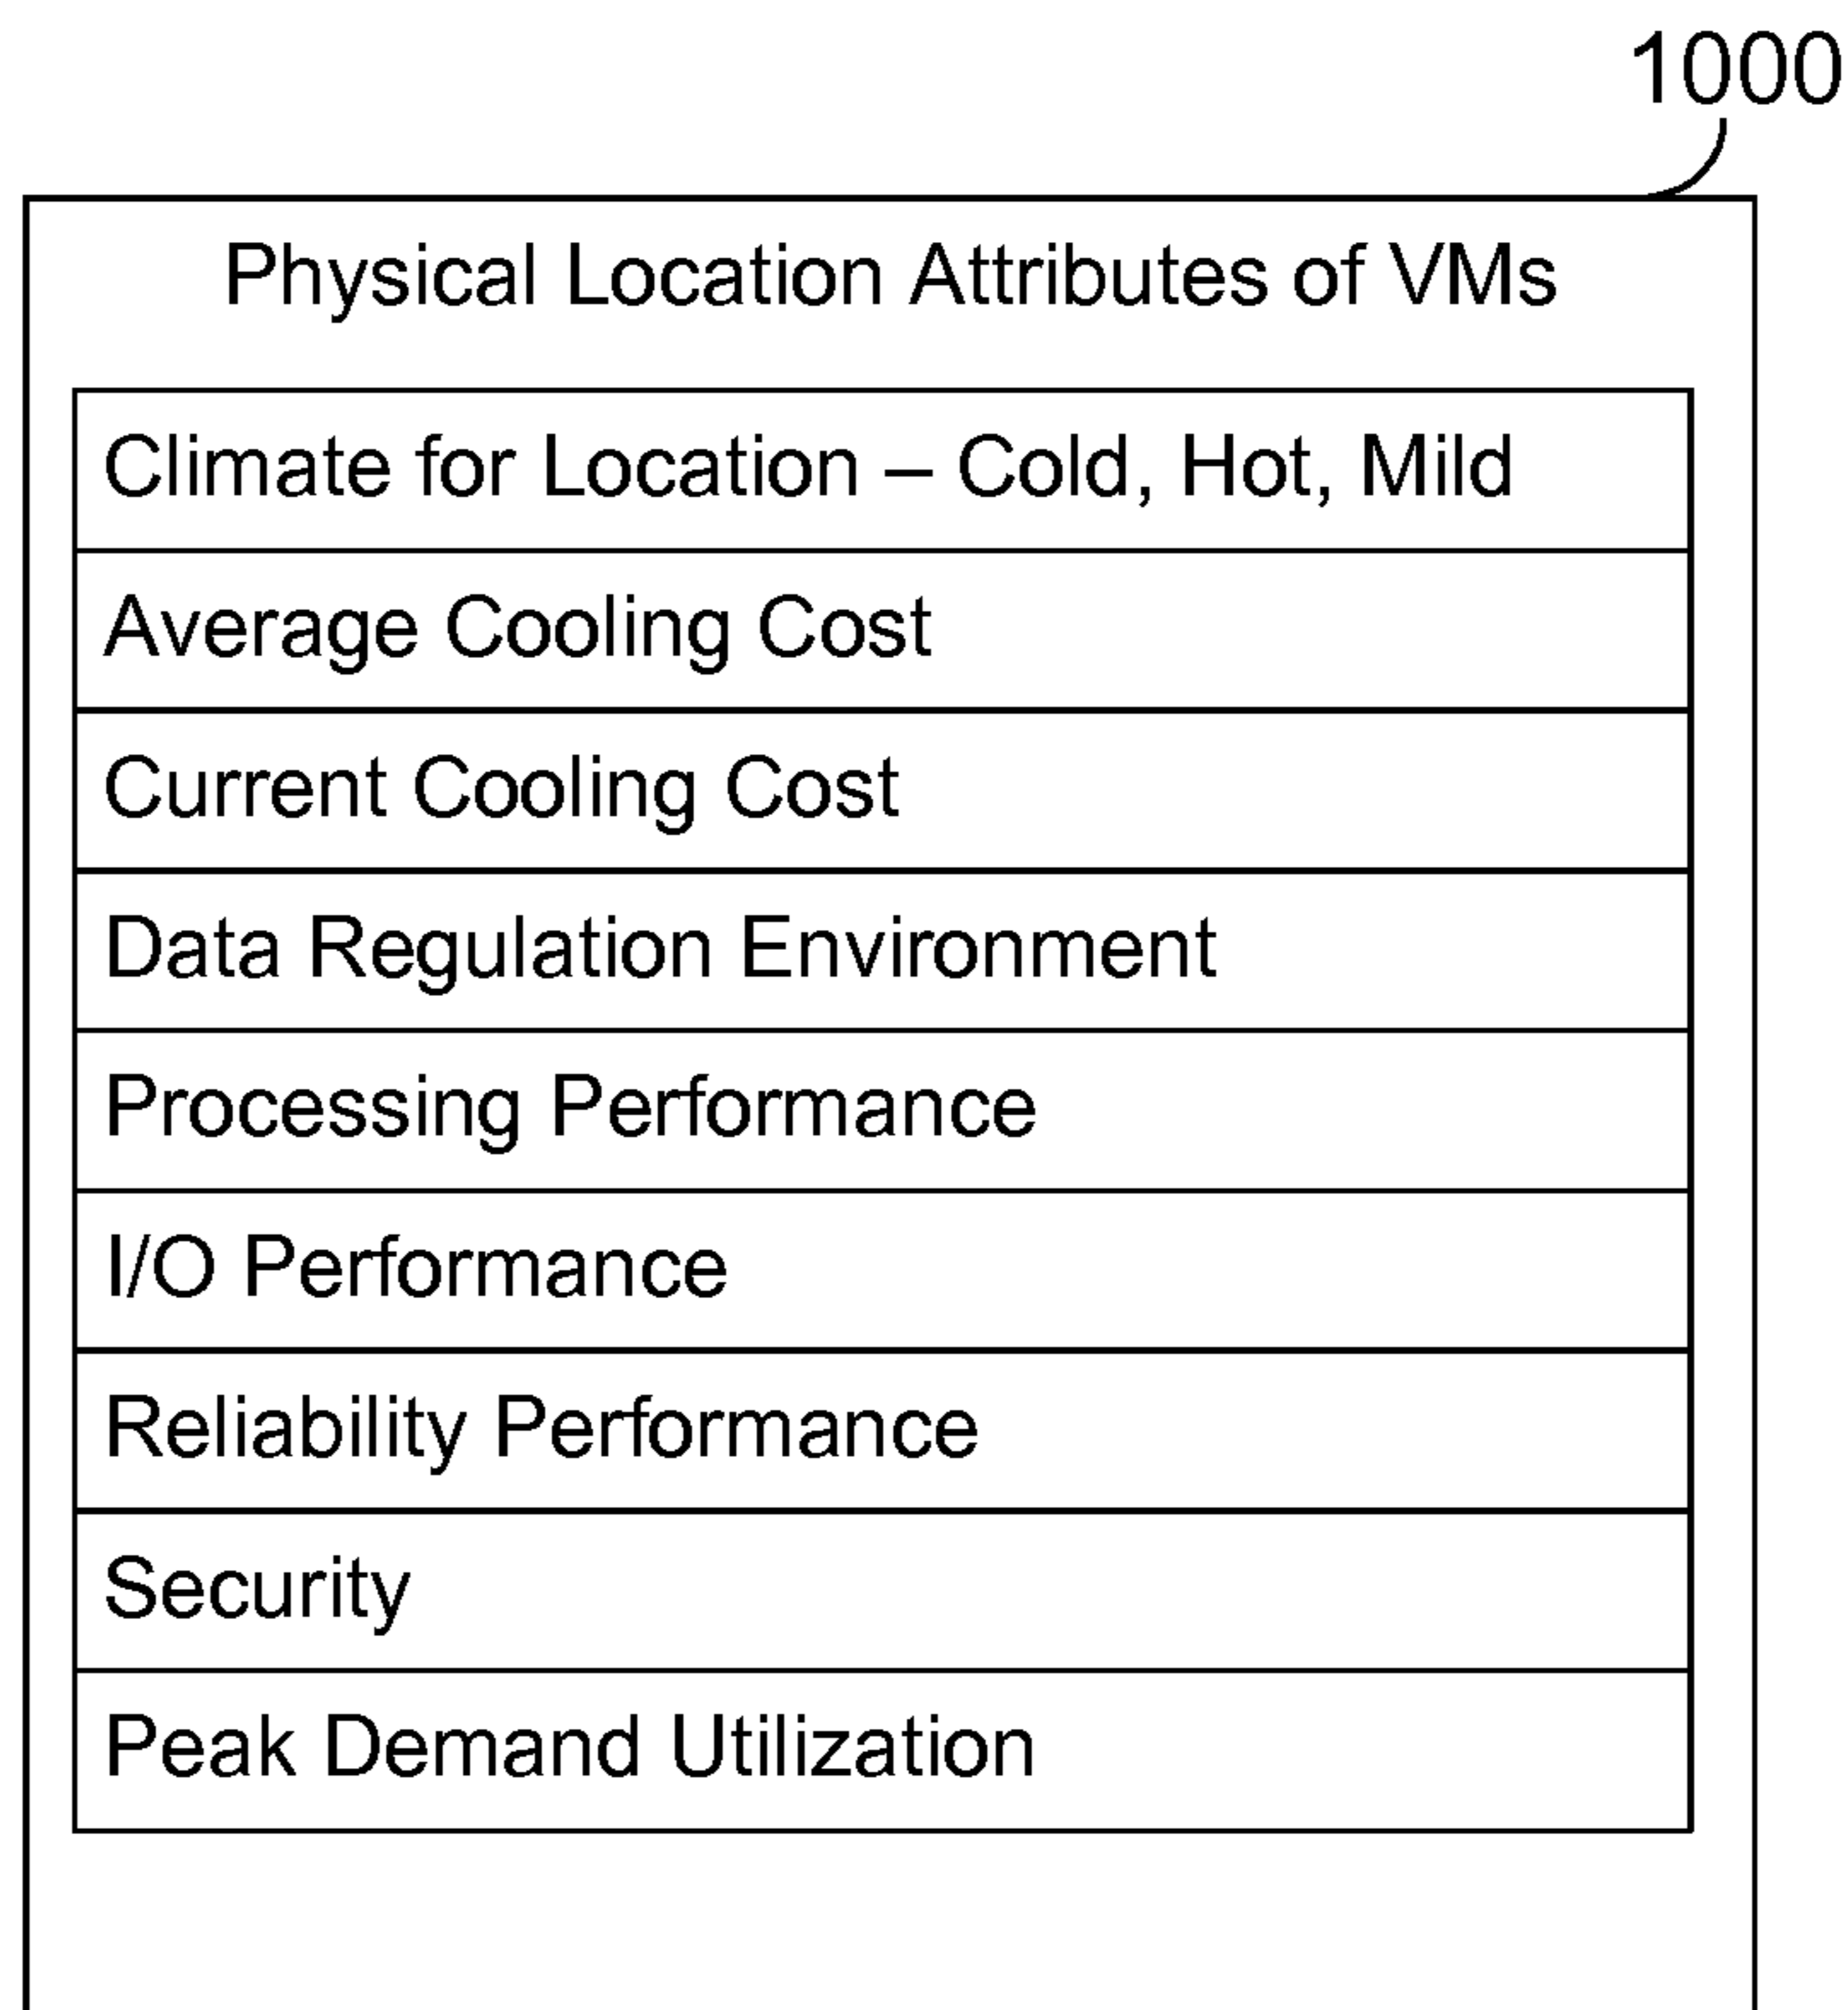 1000
Physical Location Attributes of VMs
Climate for Location – Cold, Hot, Mild
Average Cooling Cost
Current Cooling Cost
Data Regulation Environment
Processing Performance
I/O Performance
Reliability Performance
Security
Peak Demand Utilization